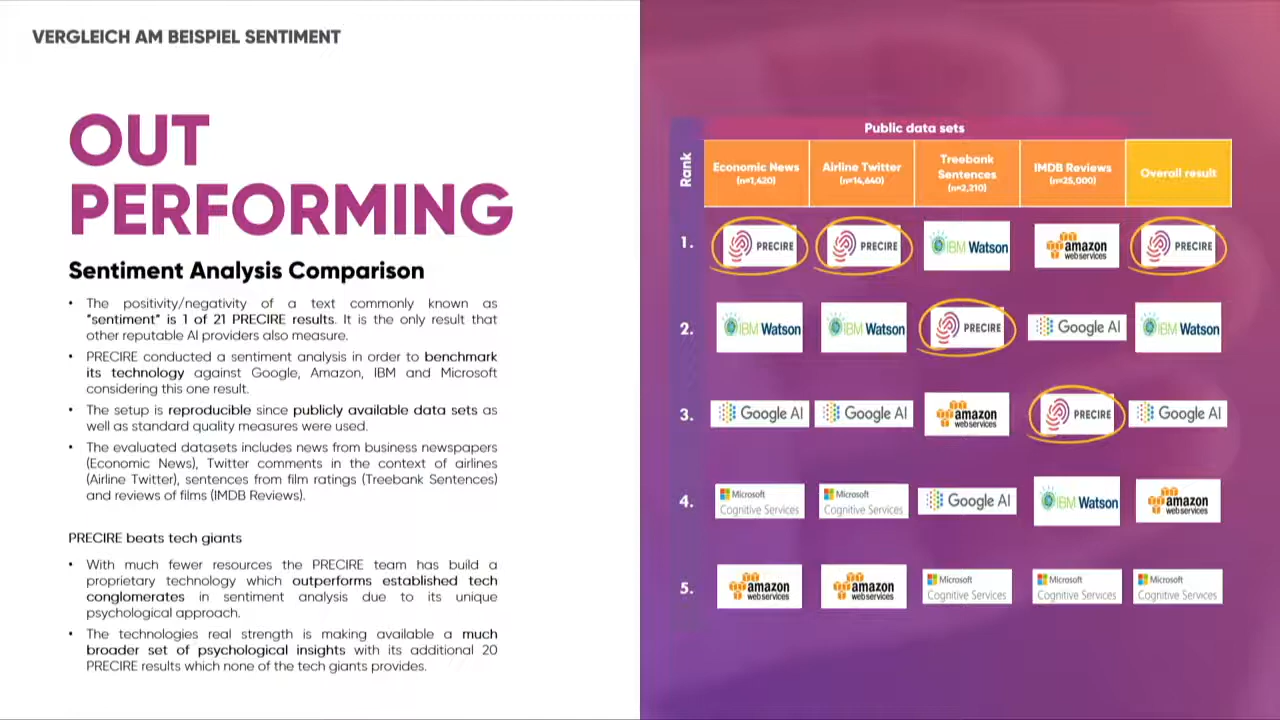 VERGLEICH AM BEISPIEL SENTIMENT
OUT
PERFORMING
Sentiment Analysis Comparison
• The positivity/negativity of a text commonly known as
"sentiment" is 1 of 21 PRECIRE results. It is the only result that
other reputable AI providers also measure.
• PRECIRE conducted a sentiment analysis in order to benchmark
its technology against Google, Amazon, IBM and Microsoft
considering this one result.
• The setup is reproducible since publicly available data sets as
well as standard quality measures were used.
• The evaluated datasets includes news from business newspapers
(Economic News), Twitter comments in the context of airlines
(Airline Twitter), sentences from film ratings (Treebank Sentences)
and reviews of films (IMDB Reviews).
PRECIRE beats tech giants
• With much fewer resources the PRECIRE team has build a
proprietary technology which outperforms established tech
conglomerates in sentiment analysis due to its unique
psychological approach.
• The technologies real strength is making available a much
broader set of psychological insights with its additional 20
PRECIRE results which none of the tech giants provides.
Public data sets
Rank
Economic News
(n=1,420)
Airline Twitter
(n=14,640)
Treebank
Sentences
(n=2,210)
IMDB Reviews
(n=25,000)
Overall result
1.
PRECIRE
PRECIRE
IBM Watson
amazon
web services
PRECIRE
2.
IBM Watson
IBM Watson
PRECIRE
Google AI
IBM Watson
3.
Google AI
Google AI
amazon
web services
PRECIRE
Google AI
4.
Microsoft
Cognitive Services
Microsoft
Cognitive Services
Google AI
IBM Watson
amazon
web services
5.
amazon
web services
amazon
web services
Microsoft
Cognitive Services
Microsoft
Cognitive Services
Microsoft
Cognitive Services